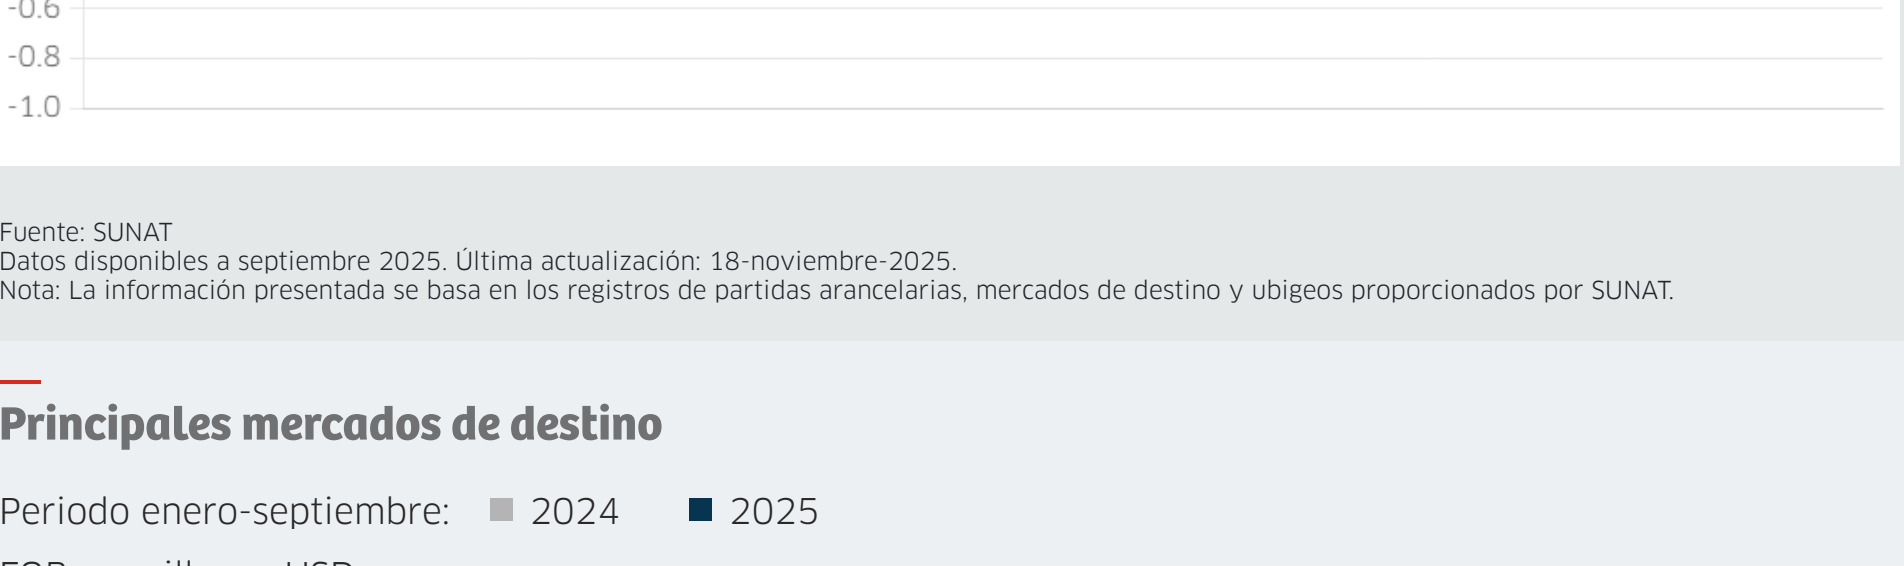 -0.6
-0.8
-1.0
Fuente: SUNAT
Datos disponibles a septiembre 2025. Última actualización: 18-noviembre-2025.
Nota: La información presentada se basa en los registros de partidas arancelarias, mercados de destino y ubigeos proporcionados por SUNAT.
Principales mercados de destino
Periodo enero-septiembre: 2024 2025